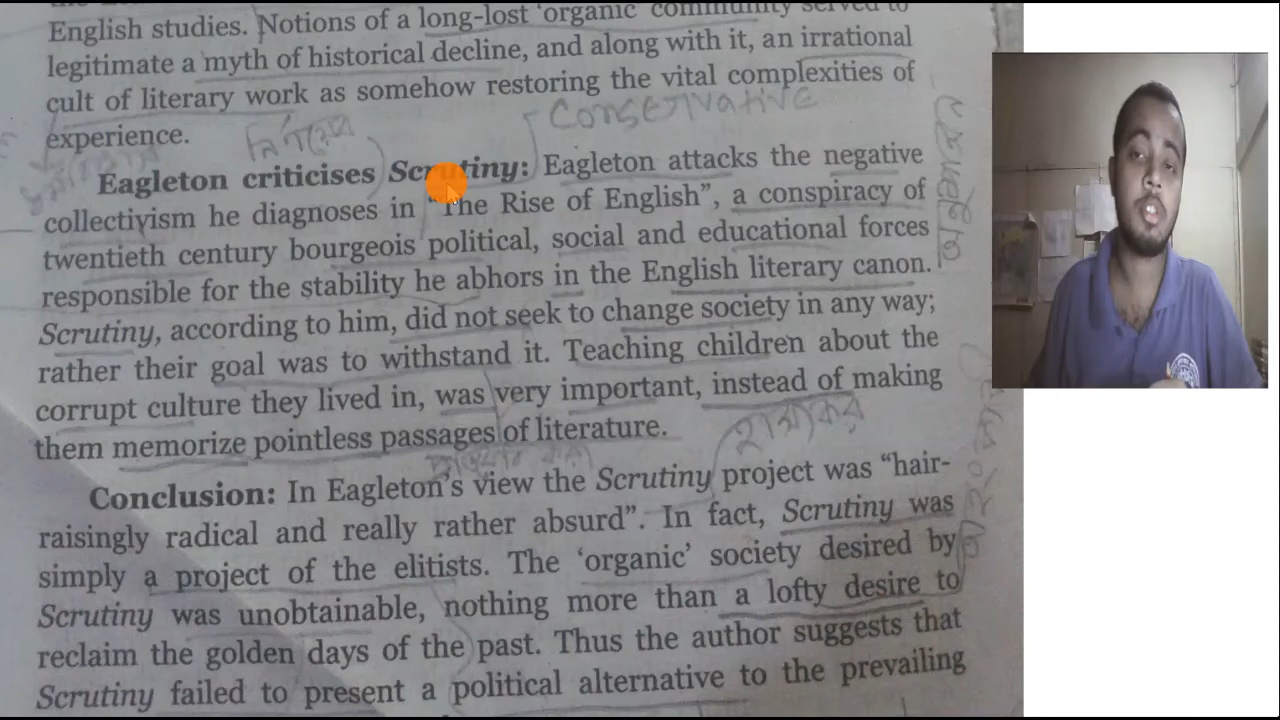 English studies. Notions of a long-lost 'organic' community served to
legitimate a myth of historical decline, and along with it, an irrational
cult of literary work as somehow restoring the vital complexities of
experience.
Conservative
Eagleton criticises Scrutiny: Eagleton attacks the negative
collectivism he diagnoses in "The Rise of English", a conspiracy of
twentieth century bourgeois political, social and educational forces
responsible for the stability he abhors in the English literary canon.
Scrutiny, according to him, did not seek to change society in any way;
rather their goal was to withstand it. Teaching children about the
corrupt culture they lived in, was very important, instead of making
them memorize pointless passages of literature.
হাস্যকর
Conclusion: In Eagleton's view the Scrutiny project was "hair-
raisingly radical and really rather absurd". In fact, Scrutiny was
simply a project of the elitists. The 'organic' society desired by
Scrutiny was unobtainable, nothing more than a lofty desire to
reclaim the golden days of the past. Thus the author suggests that
Scrutiny failed to present a political alternative to the prevailing